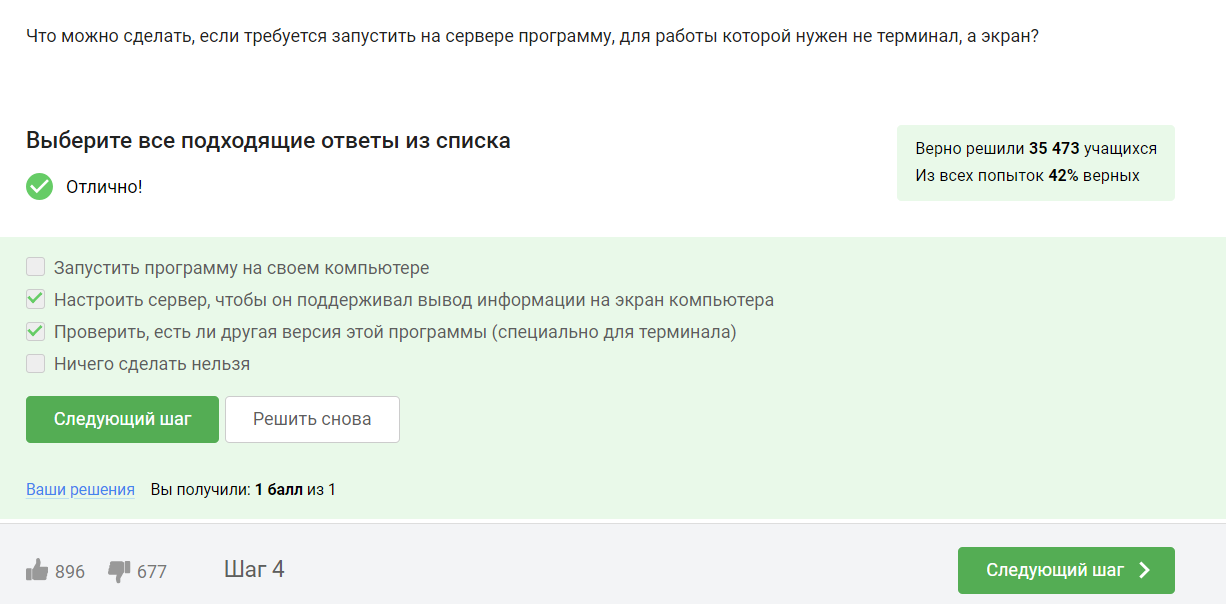 Что можно сделать, если требуется запустить на сервере программу, для работы которой нужен не терминал, а экран?
Выберите все подходящие ответы из списка
Отлично!
Верно решили 35 473 учащихся
Из всех попыток 42% верных
Запустить программу на своем компьютере
Настроить сервер, чтобы он поддерживал вывод информации на экран компьютера
Проверить, есть ли другая версия этой программы (специально для терминала)
Ничего сделать нельзя
Следующий шаг
Решить снова
Ваши решения Вы получили: 1 балл из 1
896 677 Шаг 4 Следующий шаг